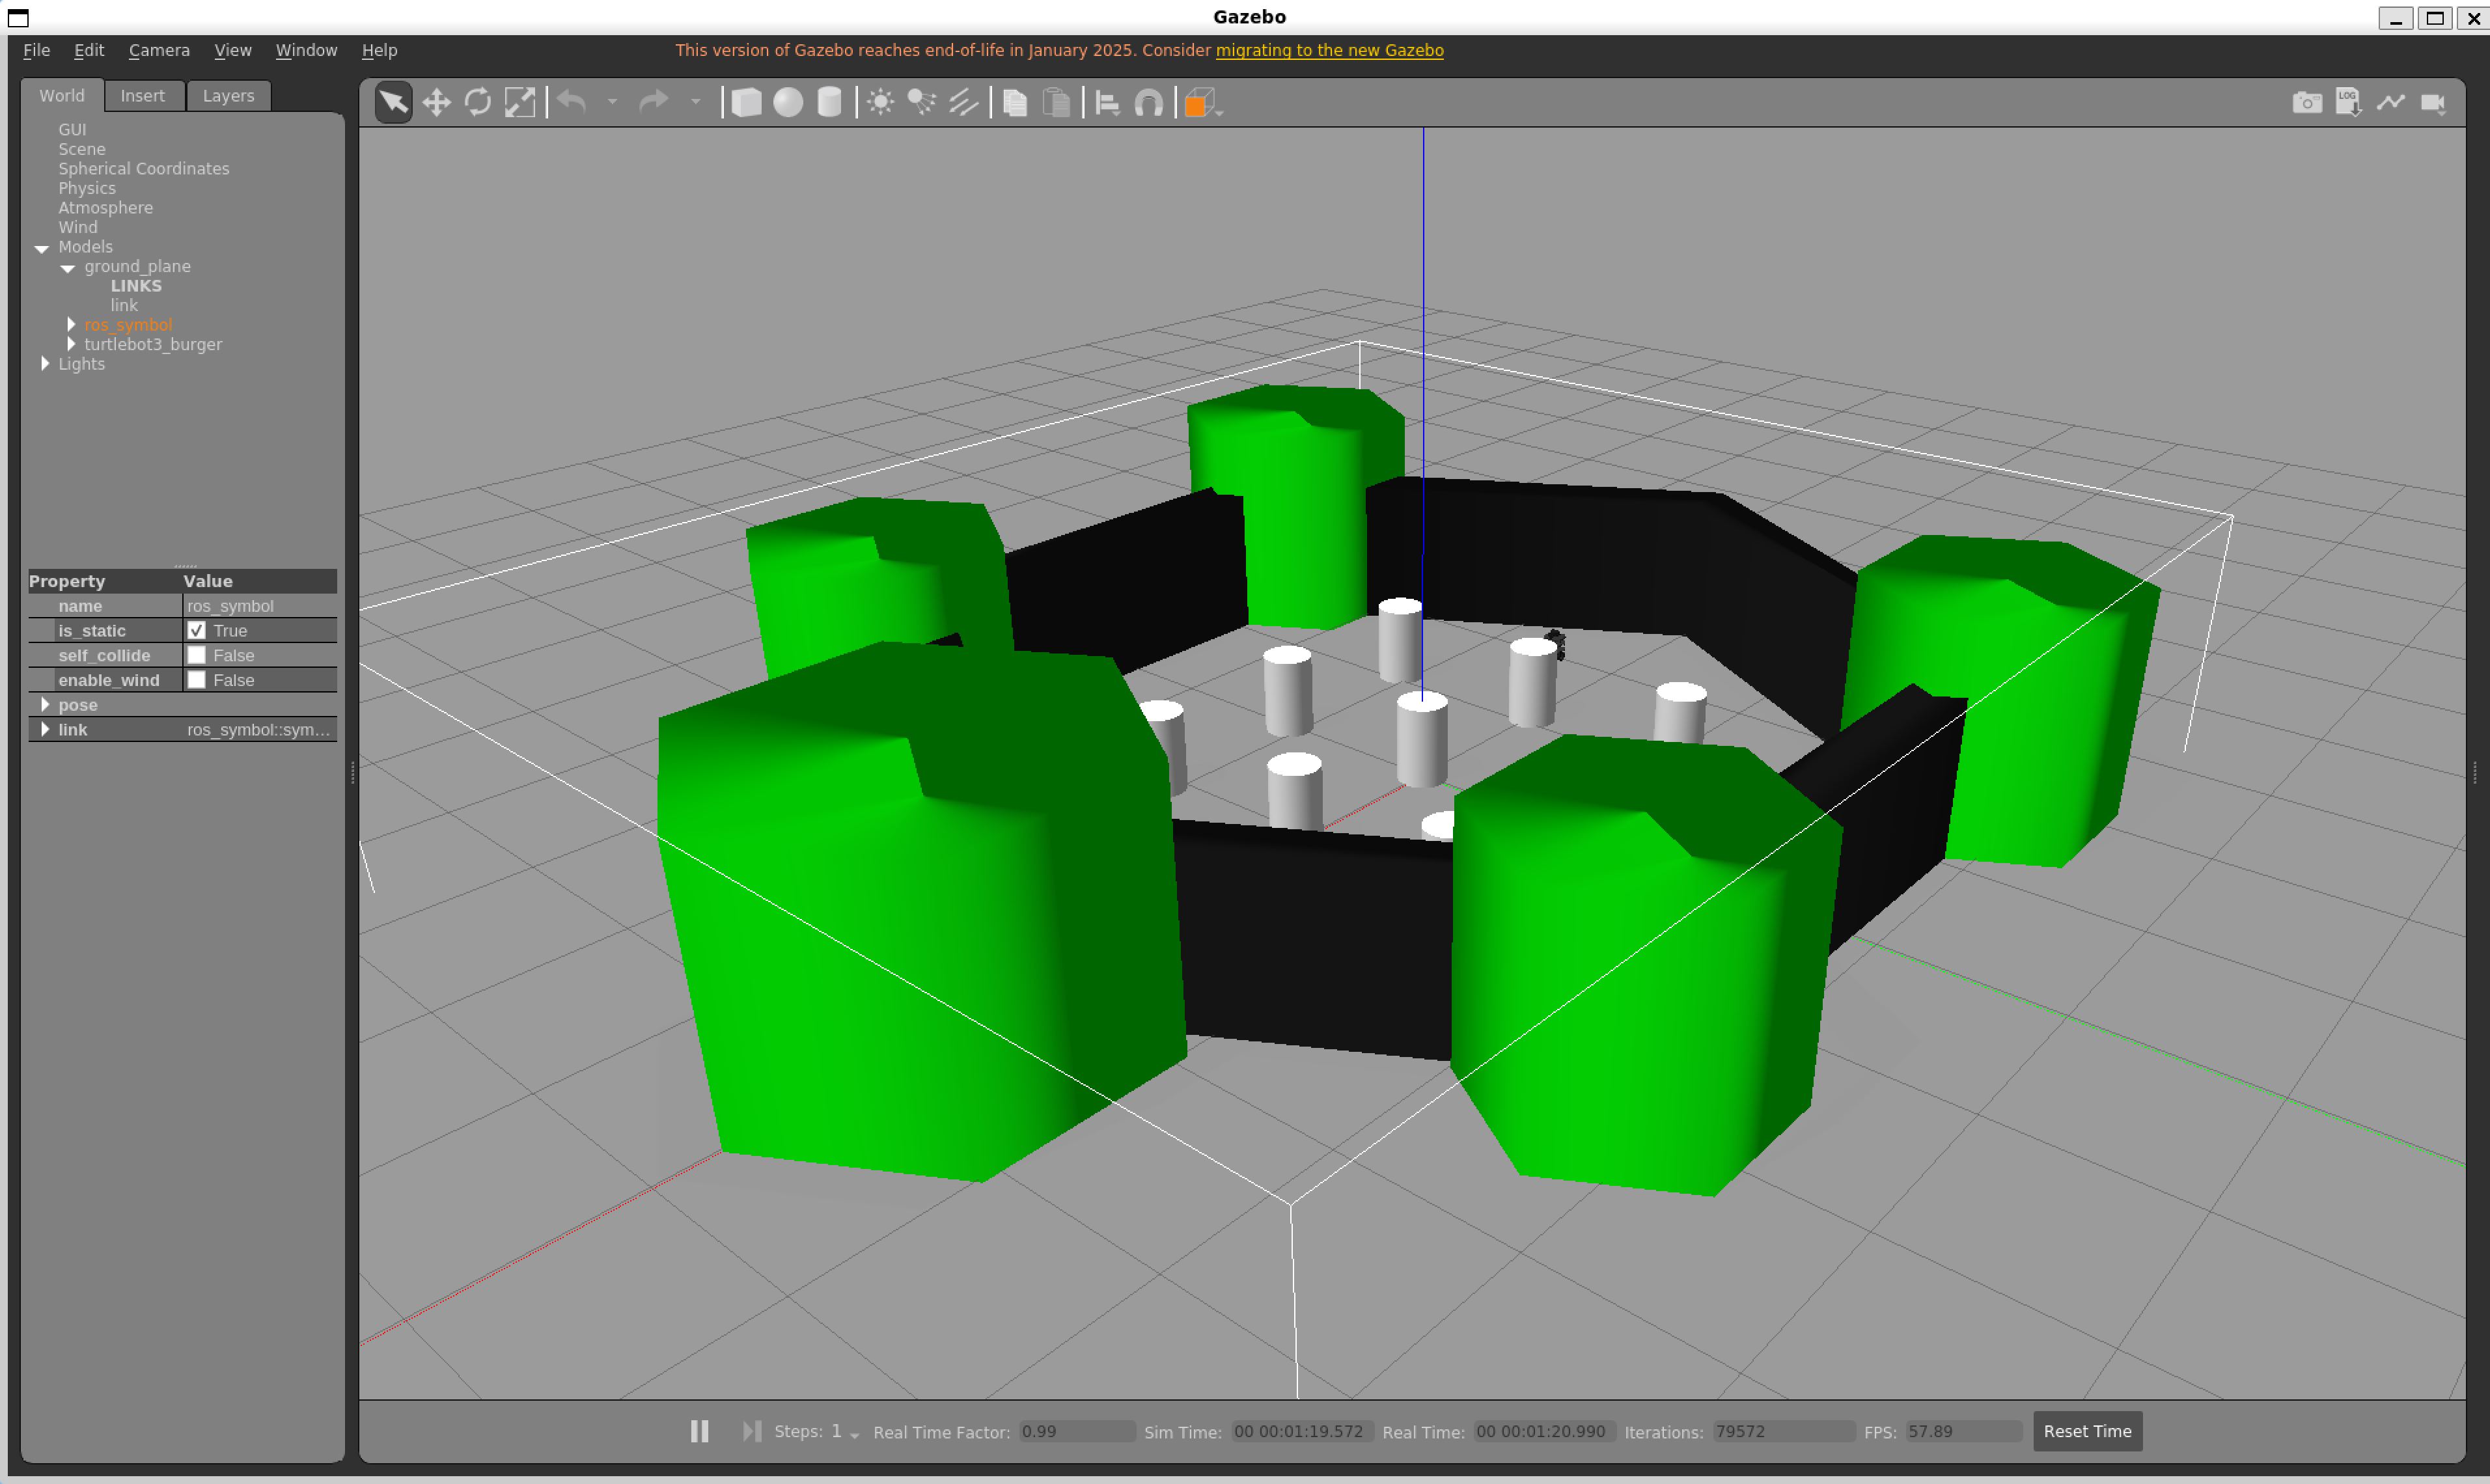 Gazebo
File Edit Camera View Window Help
This version of Gazebo reaches end-of-life in January 2025. Consider migrating to the new Gazebo
World Insert Layers
LOG
GUI
Scene
Spherical Coordinates
Physics
Atmosphere
Wind
Models
ground_plane
LINKS
link
ros_symbol
turtlebot3_burger
Lights
Property Value
name ros_symbol
is_static True
self_collide False
enable_wind False
pose
link ros_symbol::sym...
Steps: 1 Real Time Factor: 0.99 Sim Time: 00 00:01:19.572 Real Time: 00 00:01:20.990 Iterations: 79572 FPS: 57.89 Reset Time